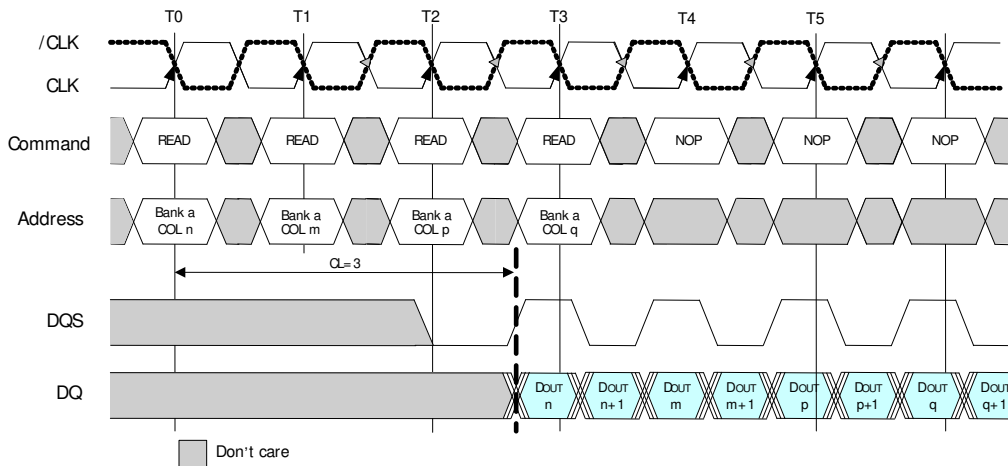 T0 T1 T2 T3 T4 T5
/CLK
CLK
Command READ READ READ READ NOP NOP NOP
Address Bank a Bank a Bank a Bank a
COL n COL m COL p COL q
CL=3
DQS
DQ DOUT DOUT DOUT DOUT DOUT DOUT DOUT DOUT
n n+1 m m+1 p p+1 q q+1
Don't care